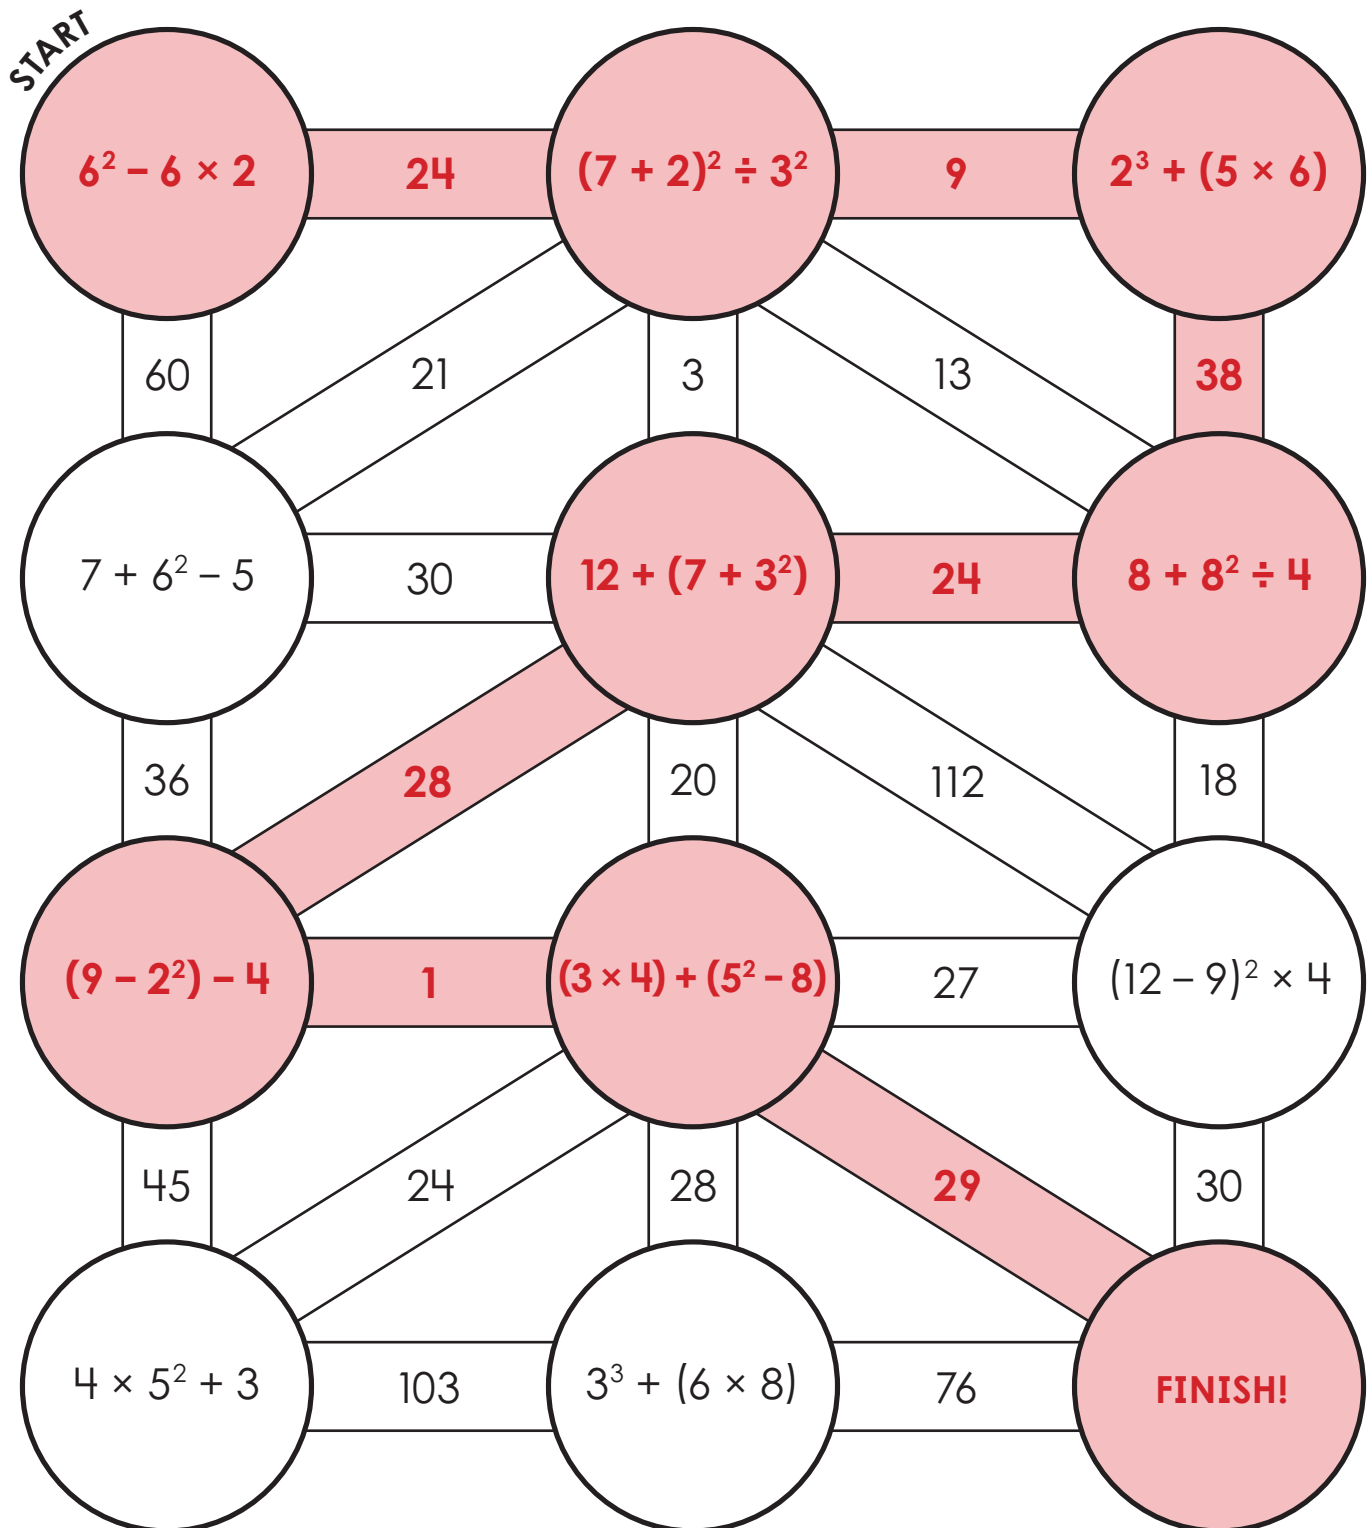 START
6² – 6 × 2 24 (7 + 2)² ÷ 3² 9 2³ + (5 × 6)
60 21 3 13 38
7 + 6² – 5 30 12 + (7 + 3²) 24 8 + 8² ÷ 4
36 28 20 112 18
(9 – 2²) – 4 1 (3 × 4) + (5² – 8) 27 (12 – 9)² × 4
45 24 28 29 30
4 × 5² + 3 103 3³ + (6 × 8) 76 FINISH!